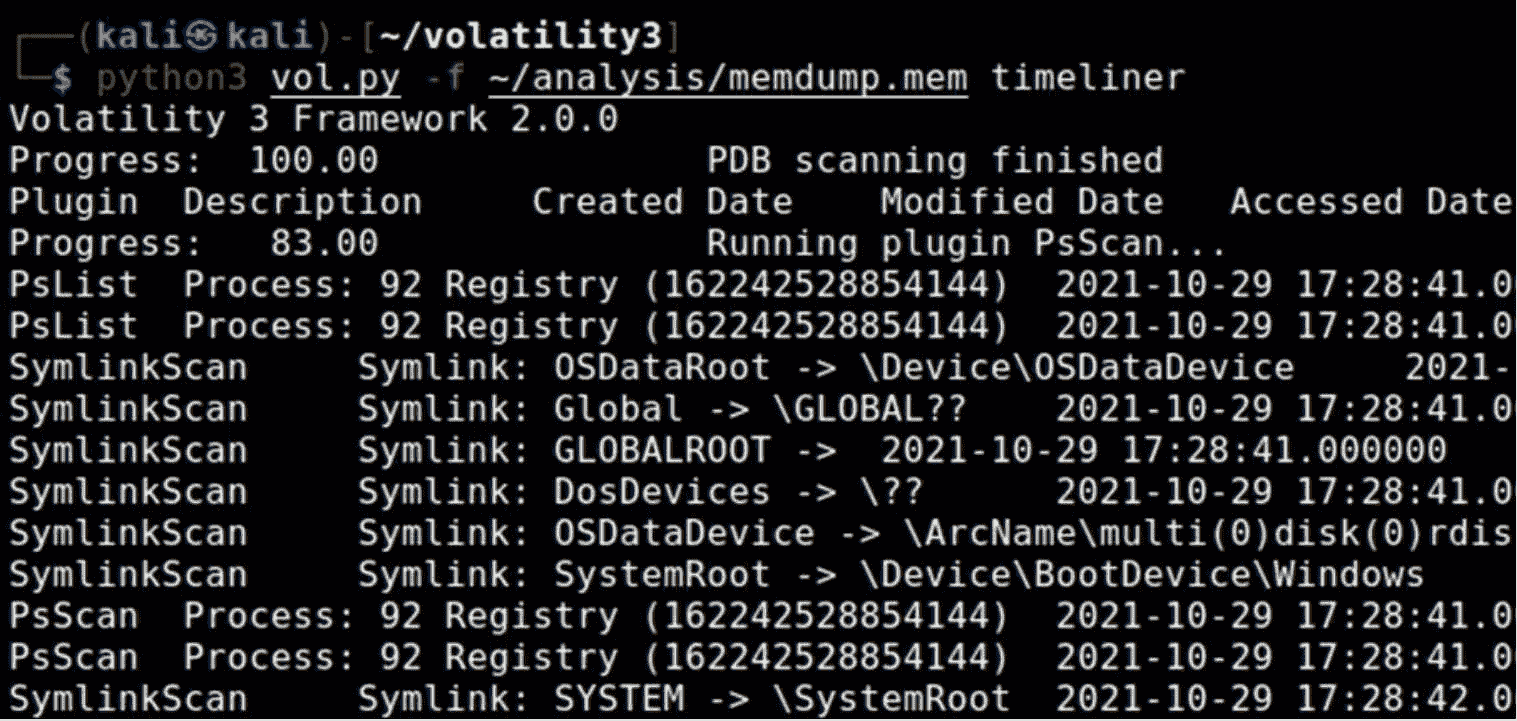 (kali㉿kali)-[~/volatility3]
$ python3 vol.py -f ~/analysis/memdump.mem timeliner
Volatility 3 Framework 2.0.0
Progress:  100.00               PDB scanning finished
Plugin  Description     Created Date    Modified Date   Accessed Date
Progress:   83.00               Running plugin PsScan...
PsList  Process: 92 Registry (162242528854144)  2021-10-29 17:28:41.0
PsList  Process: 92 Registry (162242528854144)  2021-10-29 17:28:41.0
SymlinkScan     Symlink: OSDataRoot -> \Device\OSDataDevice     2021-
SymlinkScan     Symlink: Global -> \GLOBAL??    2021-10-29 17:28:41.0
SymlinkScan     Symlink: GLOBALROOT ->  2021-10-29 17:28:41.000000
SymlinkScan     Symlink: DosDevices -> \??      2021-10-29 17:28:41.0
SymlinkScan     Symlink: OSDataDevice -> \ArcName\multi(0)disk(0)rdis
SymlinkScan     Symlink: SystemRoot -> \Device\BootDevice\Windows
PsScan  Process: 92 Registry (162242528854144)  2021-10-29 17:28:41.0
PsScan  Process: 92 Registry (162242528854144)  2021-10-29 17:28:41.0
SymlinkScan     Symlink: SYSTEM -> \SystemRoot  2021-10-29 17:28:42.0